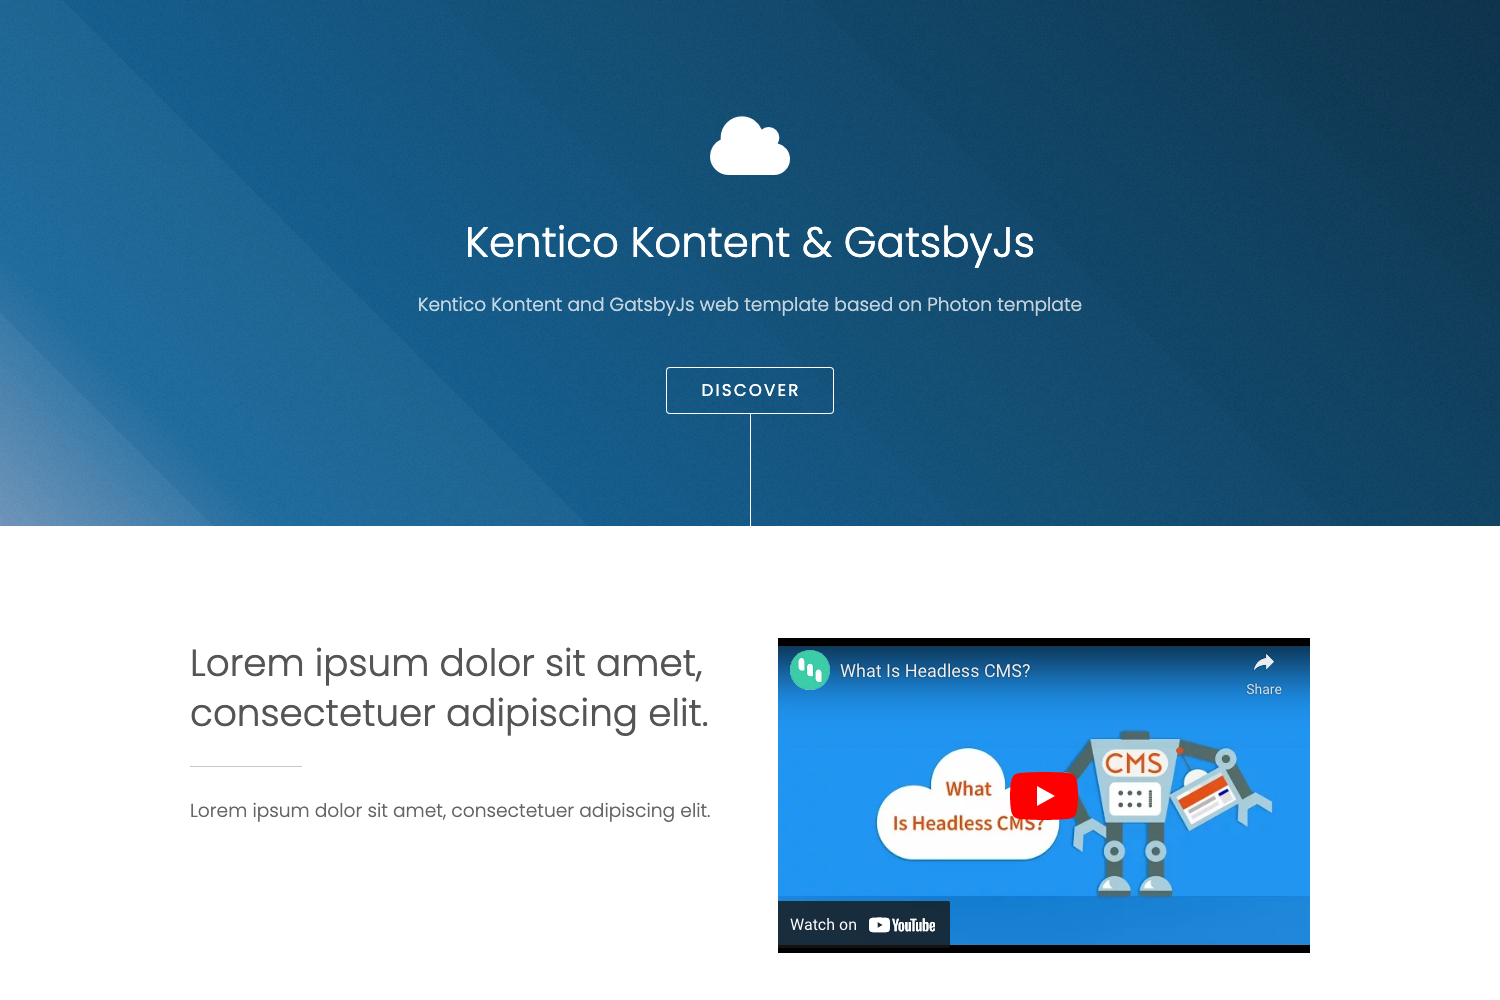 Kentico Kontent & GatsbyJs
Kentico Kontent and GatsbyJs web template based on Photon template
DISCOVER
Lorem ipsum dolor sit amet,
consectetuer adipiscing elit.
Lorem ipsum dolor sit amet, consectetuer adipiscing elit.
What Is Headless CMS?
Share
CMS
What
Is Headless CMS?
Watch on YouTube